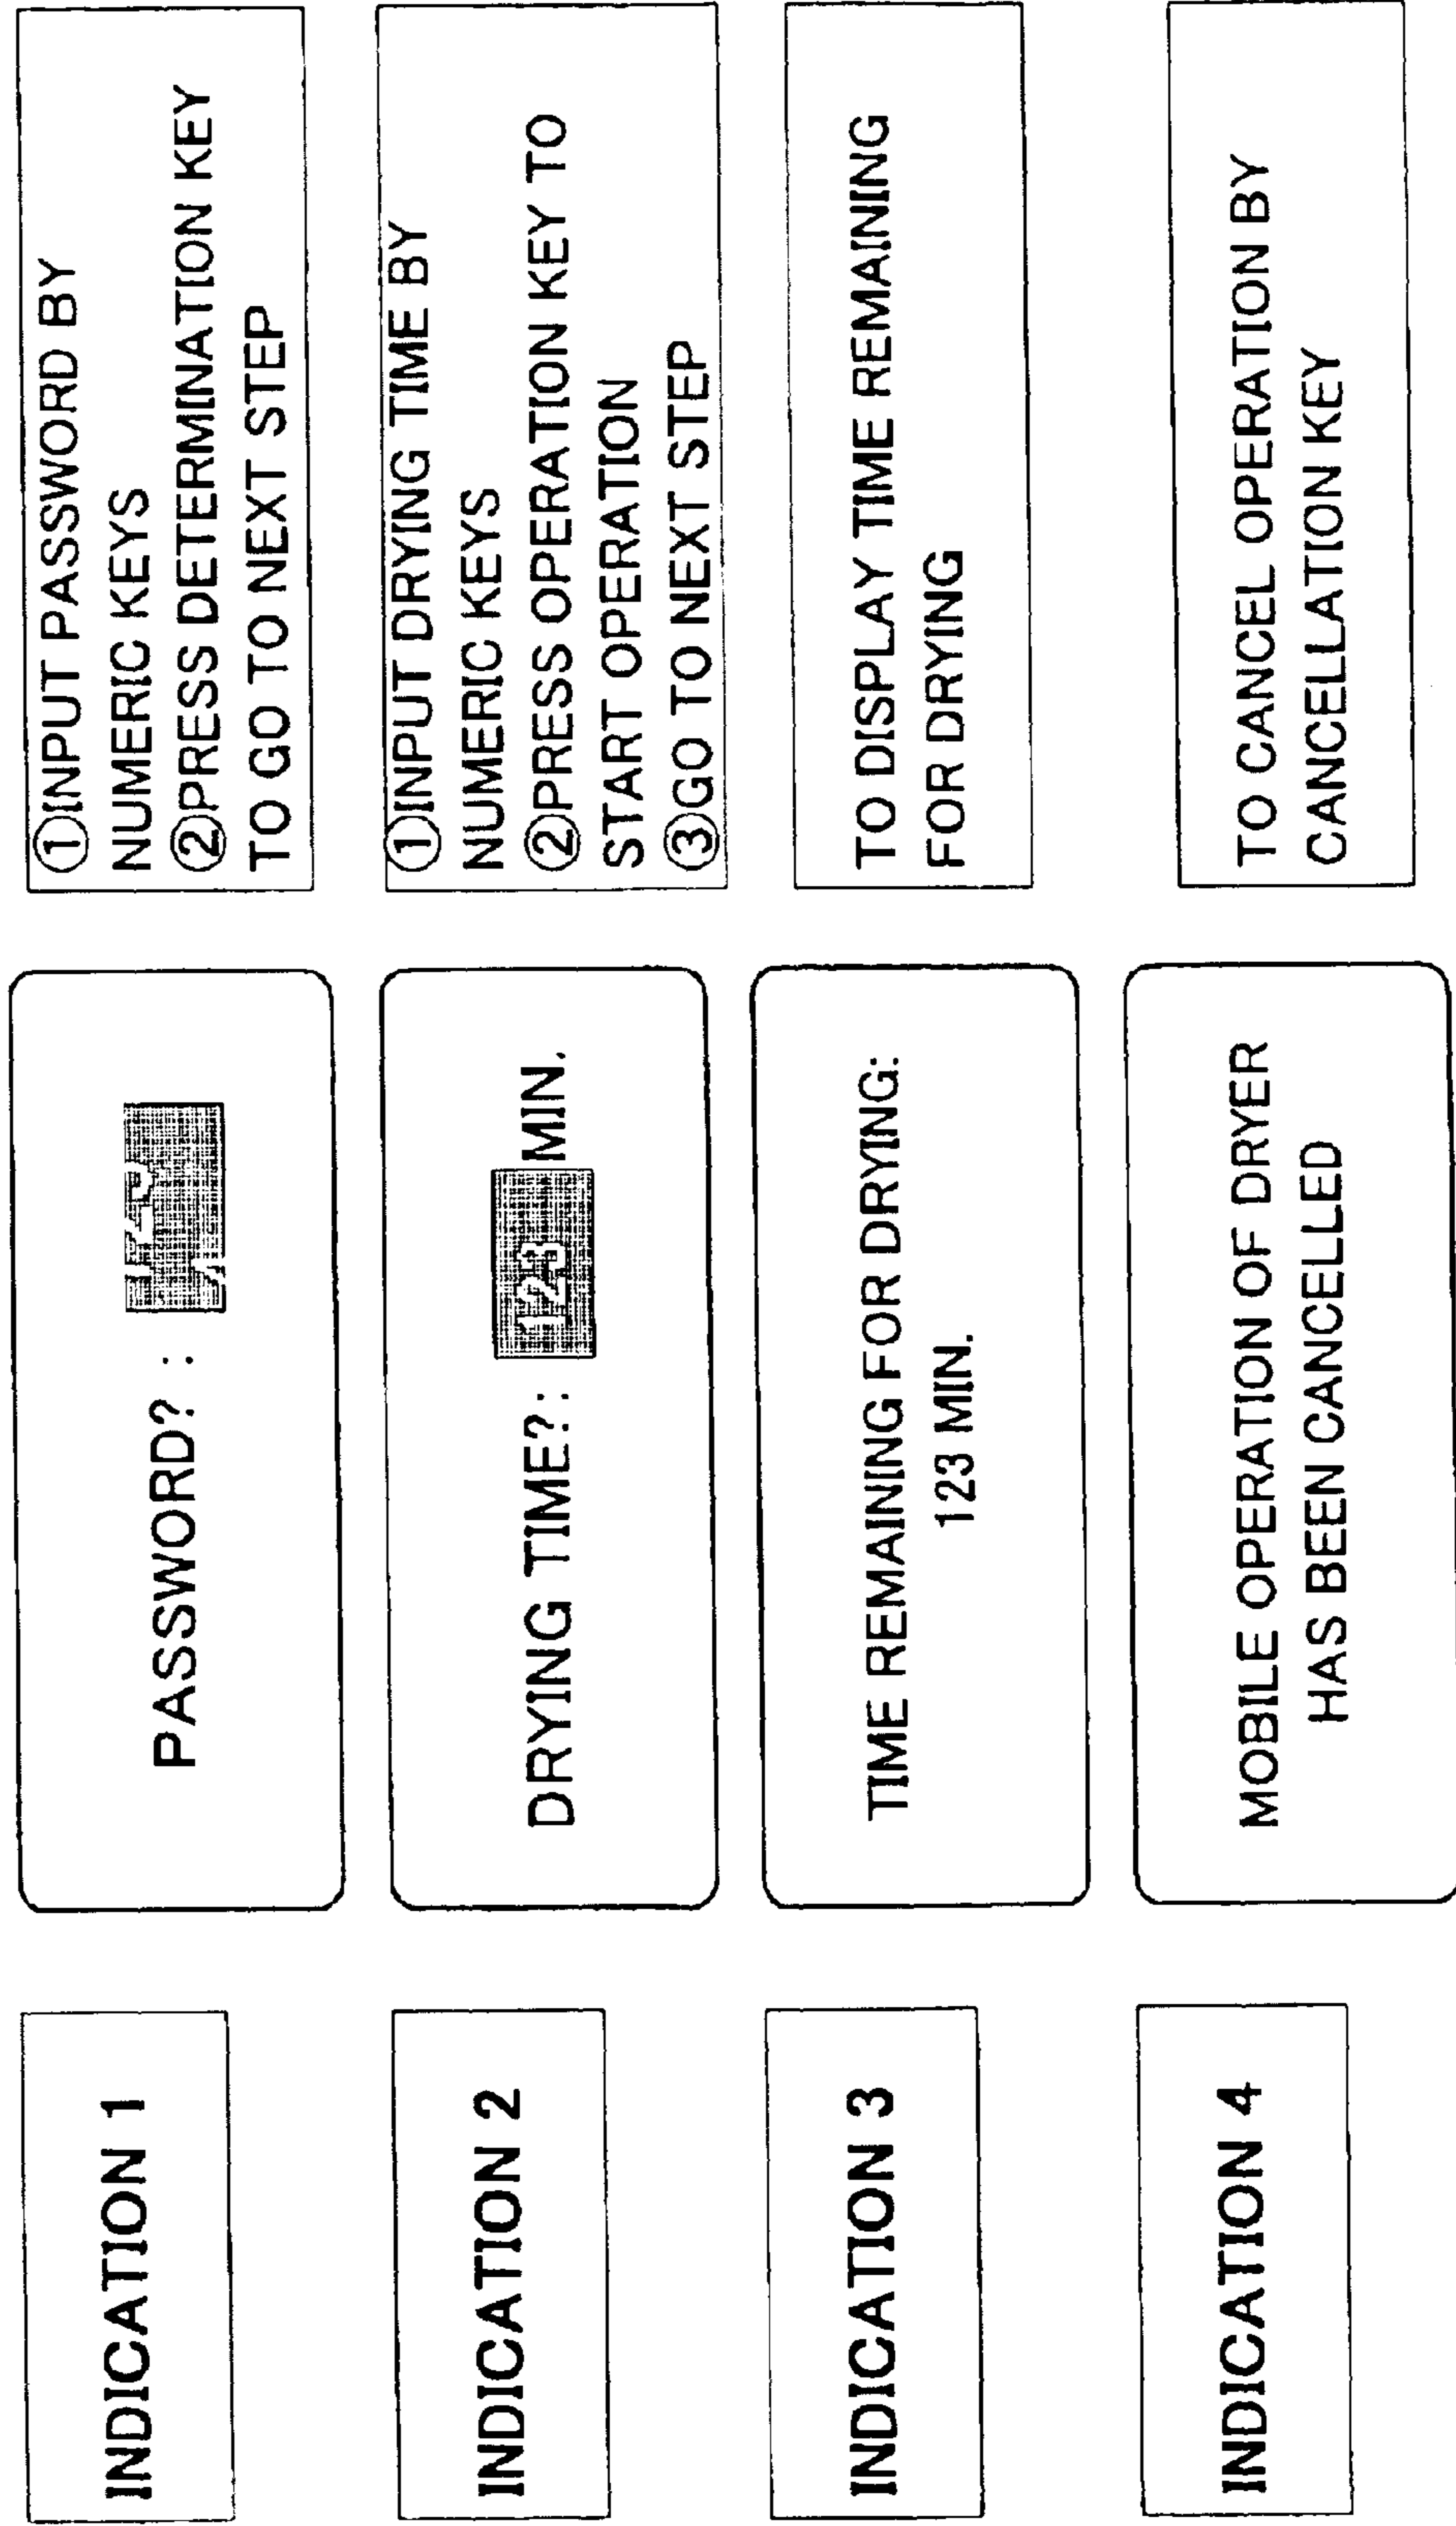 INDICATION 1
PASSWORD? :
①INPUT PASSWORD BY
NUMERIC KEYS
②PRESS DETERMINATION KEY
TO GO TO NEXT STEP
INDICATION 2
DRYING TIME?: 123 MIN.
①INPUT DRYING TIME BY
NUMERIC KEYS
②PRESS OPERATION KEY TO
START OPERATION
③GO TO NEXT STEP
INDICATION 3
TIME REMAINING FOR DRYING:
123 MIN.
TO DISPLAY TIME REMAINING
FOR DRYING
INDICATION 4
MOBILE OPERATION OF DRYER
HAS BEEN CANCELLED
TO CANCEL OPERATION BY
CANCELLATION KEY